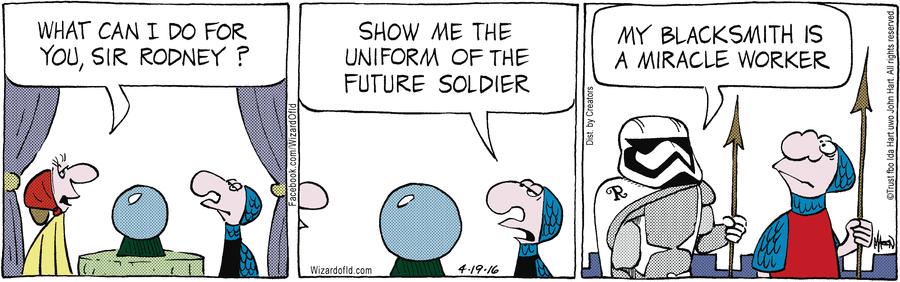 WHAT CAN I DO FOR
YOU, SIR RODNEY?
Facebook.com/WizardOfId
SHOW ME THE
UNIFORM OF THE
FUTURE SOLDIER
WizardofId.com
4-19-16
Dist. by Creators
MY BLACKSMITH IS
A MIRACLE WORKER
R
©Trust fbo Ida Hart uwo John Hart. All rights reserved.